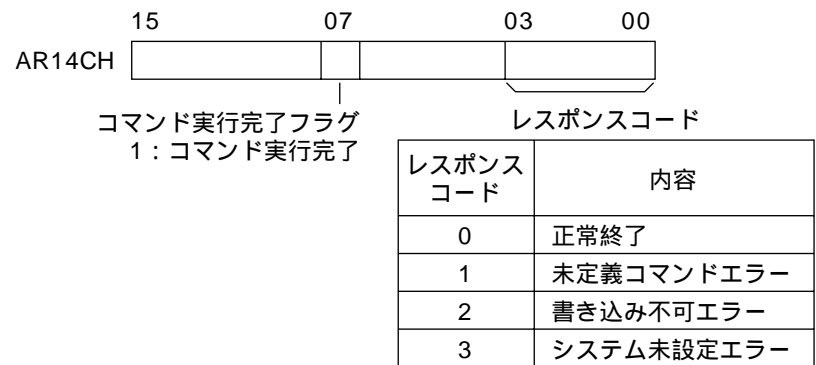 15 07 03 00
AR14CH
コマンド実行完了フラグ
1：コマンド実行完了
レスポンスコード
レスポンス
コード
内容
0 正常終了
1 未定義コマンドエラー
2 書き込み不可エラー
3 システム未設定エラー